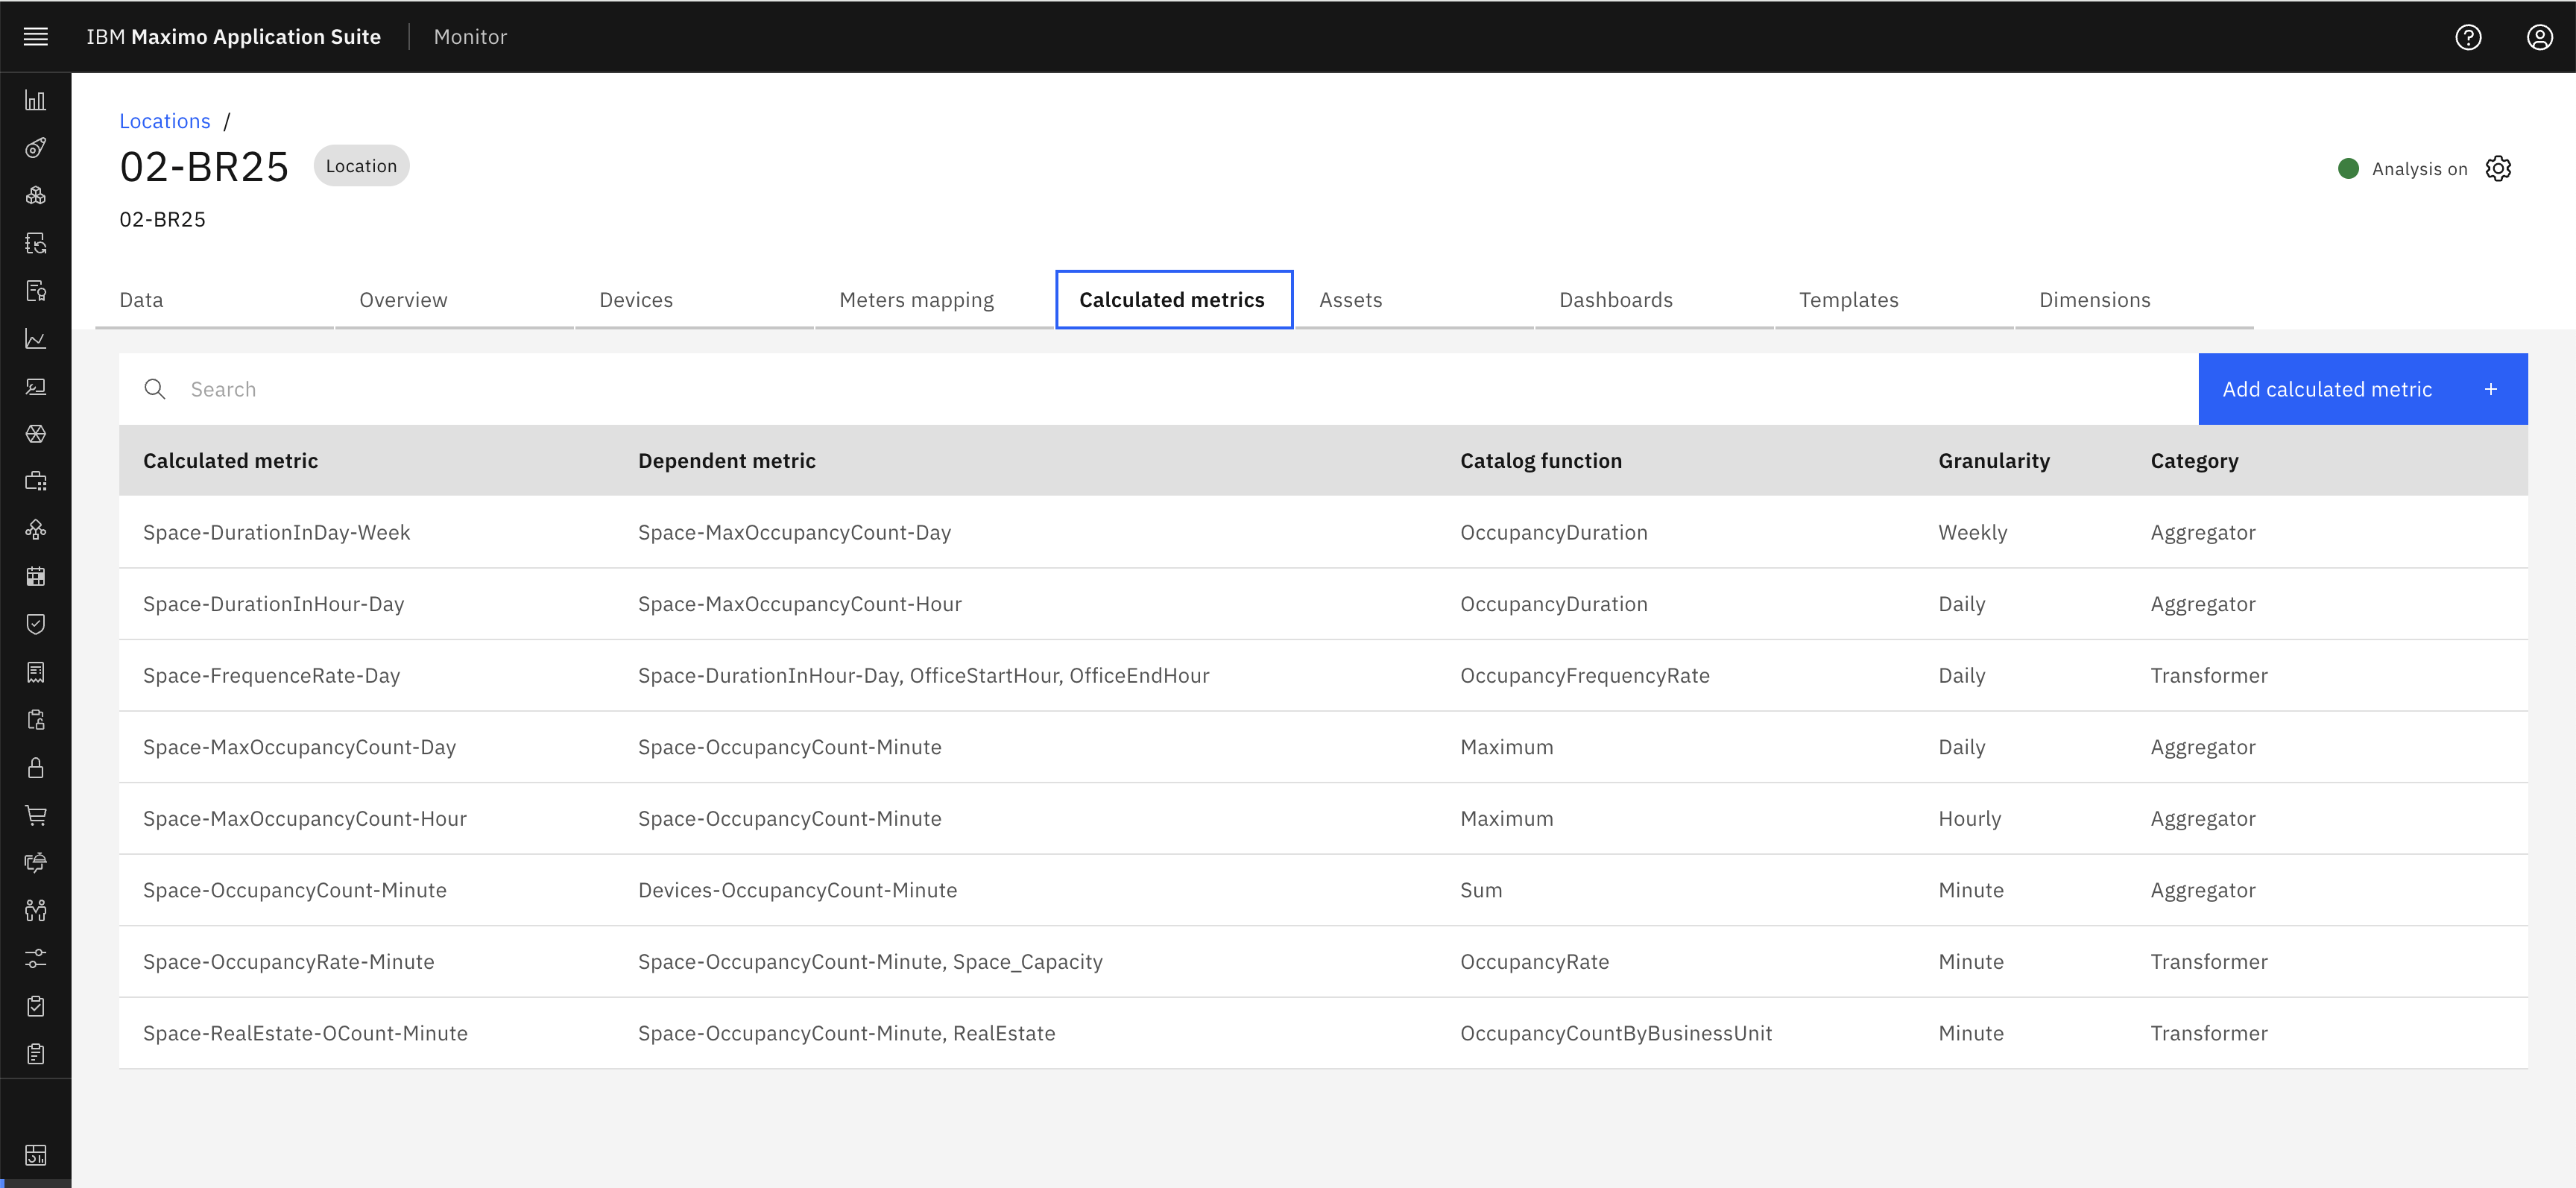 IBM Maximo Application Suite Monitor
Locations /
02-BR25 Location
Analysis on
02-BR25
Data Overview Devices Meters mapping Calculated metrics Assets Dashboards Templates Dimensions
Search Add calculated metric +
Calculated metric Dependent metric Catalog function Granularity Category
Space-DurationInDay-Week Space-MaxOccupancyCount-Day OccupancyDuration Weekly Aggregator
Space-DurationInHour-Day Space-MaxOccupancyCount-Hour OccupancyDuration Daily Aggregator
Space-FrequenceRate-Day Space-DurationInHour-Day, OfficeStartHour, OfficeEndHour OccupancyFrequencyRate Daily Transformer
Space-MaxOccupancyCount-Day Space-OccupancyCount-Minute Maximum Daily Aggregator
Space-MaxOccupancyCount-Hour Space-OccupancyCount-Minute Maximum Hourly Aggregator
Space-OccupancyCount-Minute Devices-OccupancyCount-Minute Sum Minute Aggregator
Space-OccupancyRate-Minute Space-OccupancyCount-Minute, Space_Capacity OccupancyRate Minute Transformer
Space-RealEstate-OCount-Minute Space-OccupancyCount-Minute, RealEstate OccupancyCountByBusinessUnit Minute Transformer